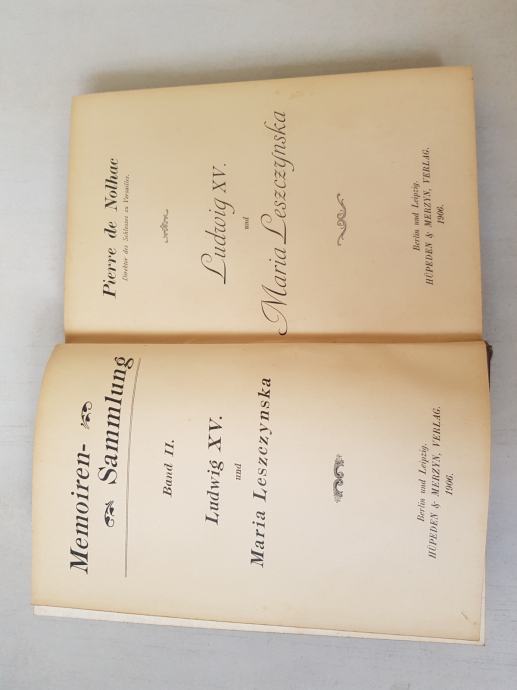 Memoiren-
Sammlung
Band II.
Ludwig XV.
und
Maria Leszczynska
Berlin und Leipzig.
HÜPEDEN & MERZYN, VERLAG.
1906.
Pierre de Nolhac
Direktor des Schlosses zu Versailles.
Ludwig XV.
und
Maria Leszczynska
Berlin und Leipzig.
HÜPEDEN & MERZYN, VERLAG.
1906.